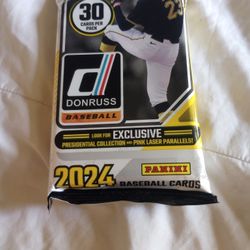 30
CARDS PER
PACK
23
DONRUSS
BASEBALL
LOOK FOR EXCLUSIVE
PRESIDENTIAL COLLECTION AND PINK LASER PARALLELS!
2024
PANINI
BASEBALL CARDS